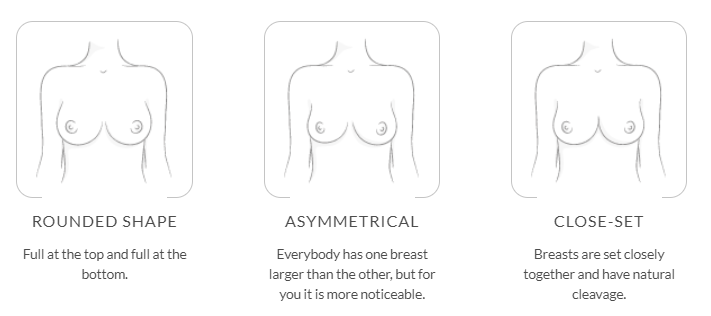 ROUNDED SHAPE
Full at the top and full at the
bottom.
ASYMMETRICAL
Everybody has one breast
larger than the other, but for
you it is more noticeable.
CLOSE-SET
Breasts are set closely
together and have natural
cleavage.